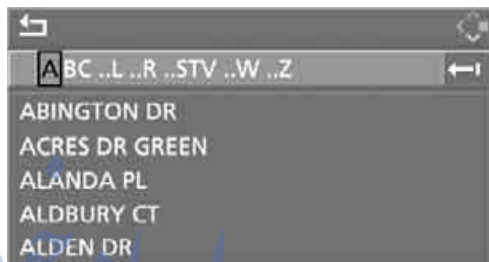 ABC ..L ..R ..STV ..W ..Z
ABINGTON DR
ACRES DR GREEN
ALANDA PL
ALDBURY CT
ALDEN DR